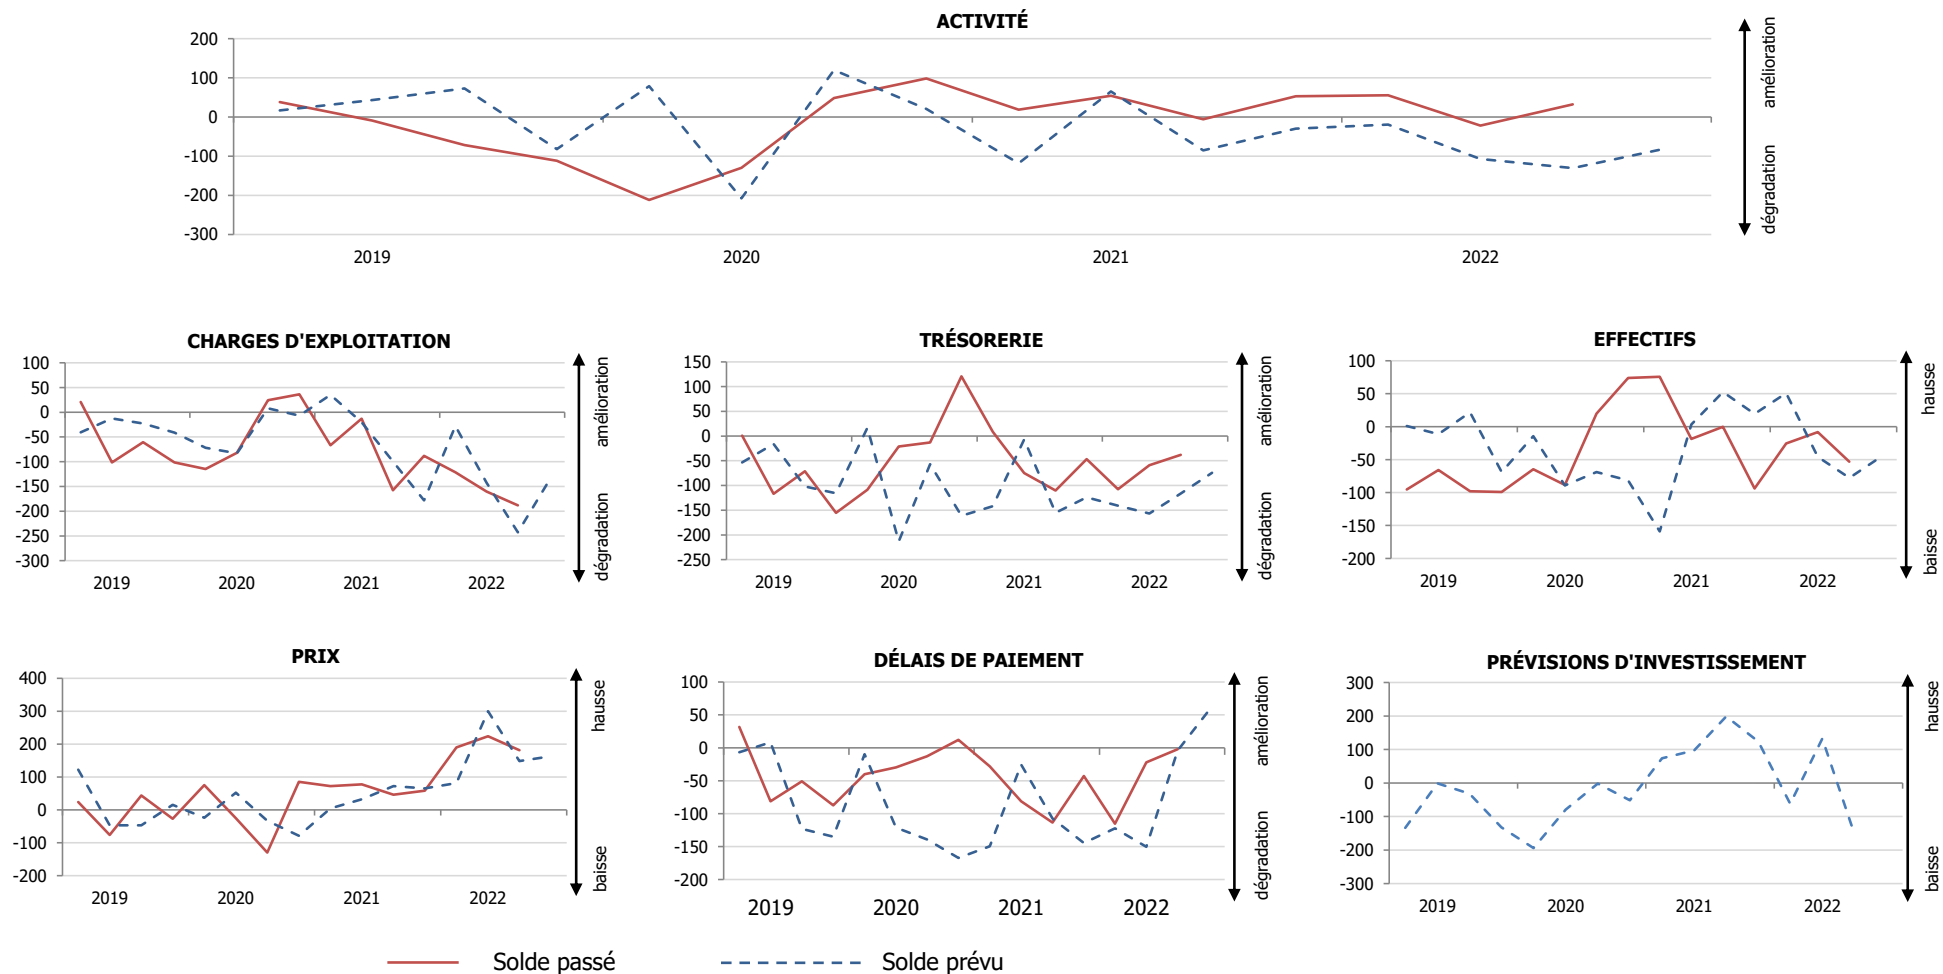 ACTIVITÉ
200
100
0
-100
-200
-300
2019 2020 2021 2022
amélioration
dégradation
CHARGES D'EXPLOITATION
100
50
0
-50
-100
-150
-200
-250
-300
2019 2020 2021 2022
amélioration
dégradation
TRÉSORERIE
150
100
50
0
-50
-100
-150
-200
-250
2019 2020 2021 2022
amélioration
dégradation
EFFECTIFS
100
50
0
-50
-100
-150
-200
2019 2020 2021 2022
hausse
baisse
PRIX
400
300
200
100
0
-100
-200
2019 2020 2021 2022
hausse
baisse
DÉLAIS DE PAIEMENT
100
50
0
-50
-100
-150
-200
2019 2020 2021 2022
amélioration
dégradation
PRÉVISIONS D'INVESTISSEMENT
300
200
100
0
-100
-200
-300
2019 2020 2021 2022
hausse
baisse
Solde passé Solde prévu